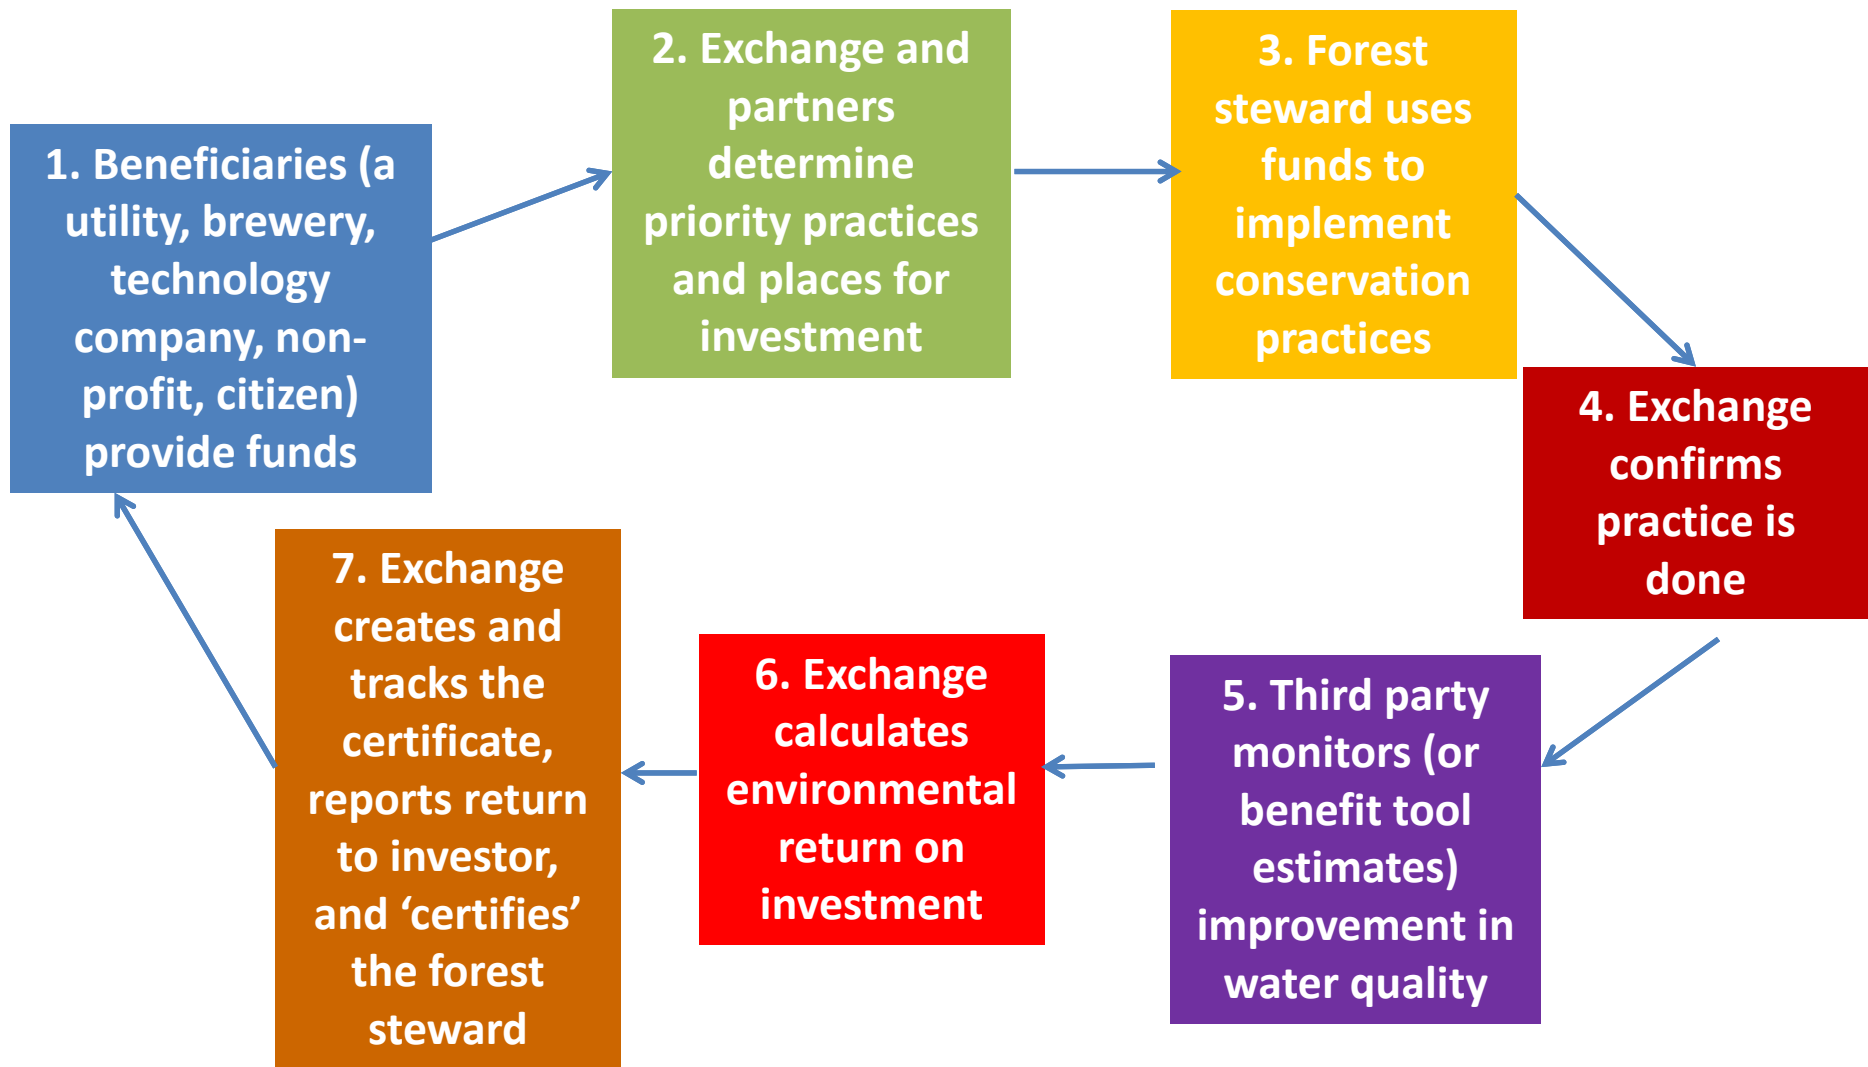 1. Beneficiaries (a
utility, brewery,
technology
company, non-
profit, citizen)
provide funds
2. Exchange and
partners
determine
priority practices
and places for
investment
3. Forest
steward uses
funds to
implement
conservation
practices
4. Exchange
confirms
practice is
done
5. Third party
monitors (or
benefit tool
estimates)
improvement in
water quality
6. Exchange
calculates
environmental
return on
investment
7. Exchange
creates and
tracks the
certificate,
reports return
to investor,
and ‘certifies’
the forest
steward